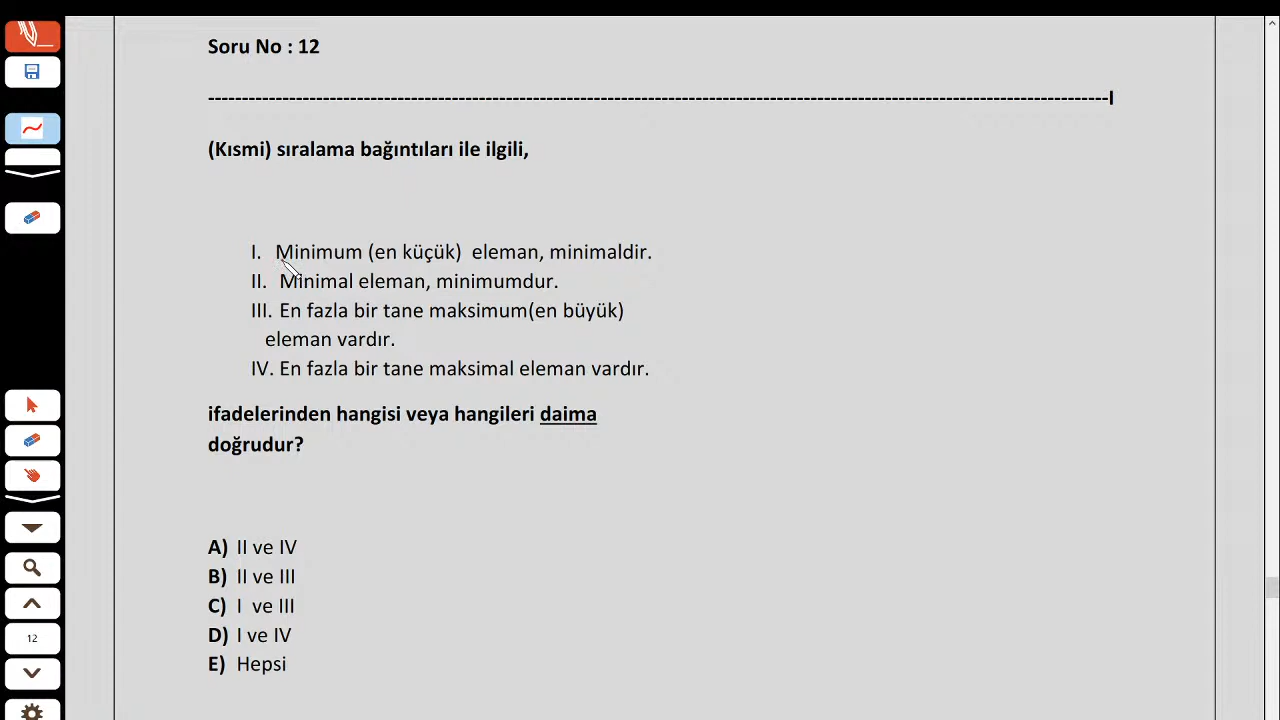 Soru No : 12
(Kısmi) sıralama bağıntıları ile ilgili,
I. Minimum (en küçük) eleman, minimaldir.
II. Minimal eleman, minimumdur.
III. En fazla bir tane maksimum(en büyük)
eleman vardır.
IV. En fazla bir tane maksimal eleman vardır.
ifadelerinden hangisi veya hangileri daima
doğrudur?
A) II ve IV
B) II ve III
C) I ve III
D) I ve IV
E) Hepsi
12